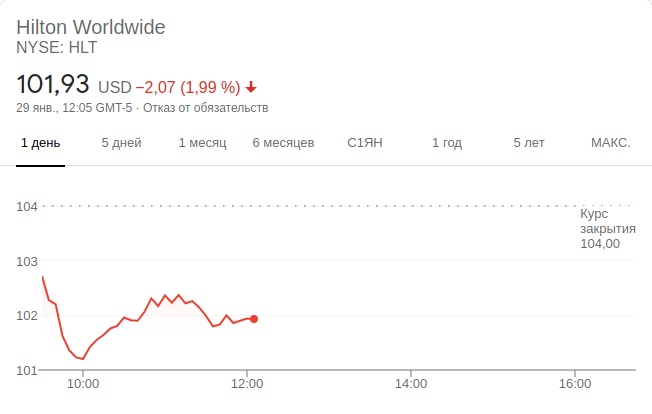 Hilton Worldwide
NYSE: HLT
101,93 USD −2,07 (1,99 %)
29 янв., 12:05 GMT-5 · Отказ от обязательств
1 день 5 дней 1 месяц 6 месяцев С1ЯН 1 год 5 лет МАКС.
104
Курс
закрытия
104,00
103
102
101
10:00 12:00 14:00 16:00